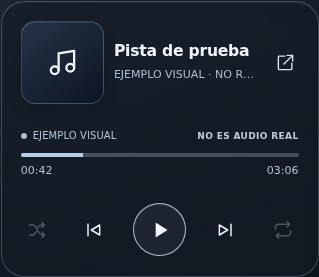 Pista de prueba
EJEMPLO VISUAL · NO R...
EJEMPLO VISUAL
NO ES AUDIO REAL
00:42
03:06